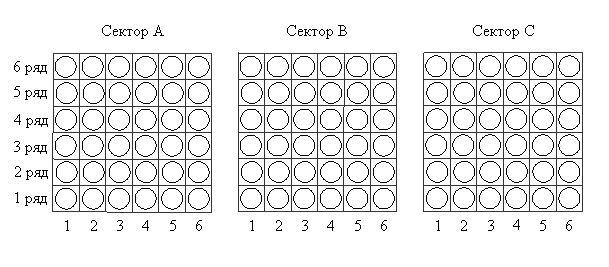 Сектор А Сектор В Сектор С
6 ряд
5 ряд
4 ряд
3 ряд
2 ряд
1 ряд
1 2 3 4 5 6 1 2 3 4 5 6 1 2 3 4 5 6